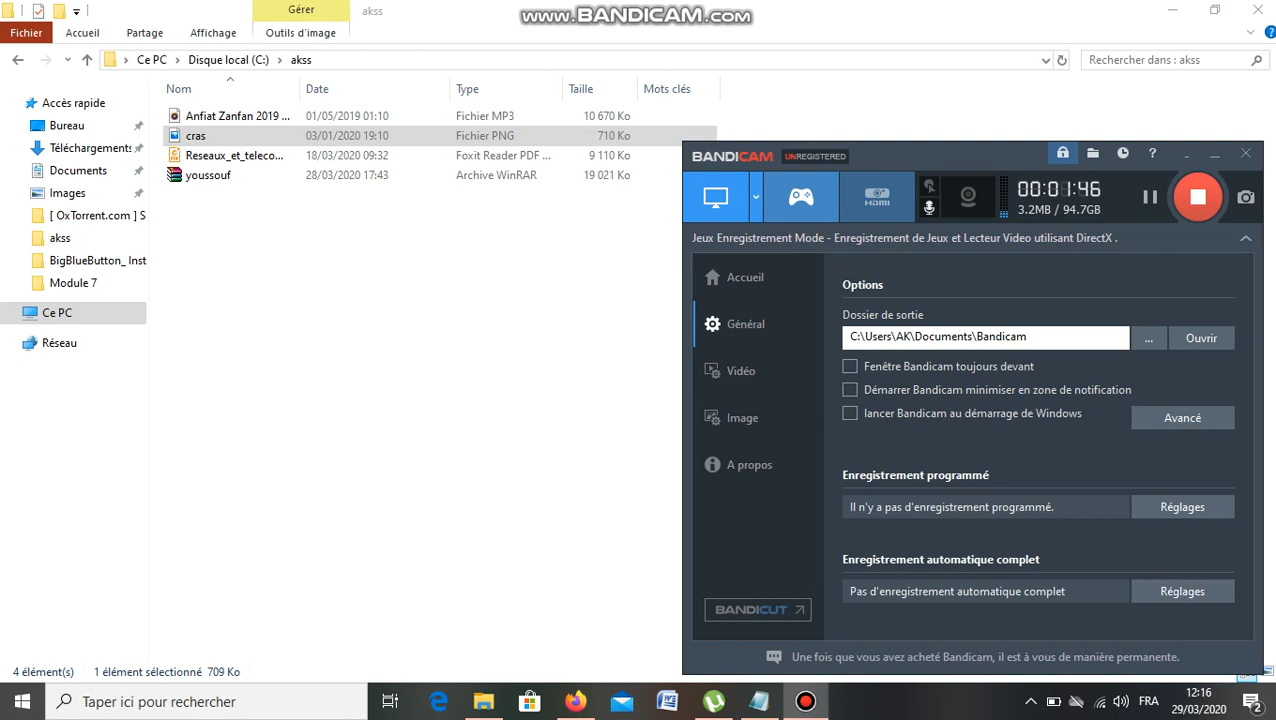 Gérer
akss
www.BANDICAM.com
Fichier
Accueil
Partage
Affichage
Outils d'image
Ce PC
Disque local (C:)
akss
Rechercher dans : akss
Nom
Date
Type
Taille
Mots clés
Accès rapide
Bureau
Téléchargements
Documents
Images
[ OxTorrent.com ] S
akss
BigBlueButton_ Inst
Module 7
Ce PC
Réseau
Anfiat Zanfan 2019 ... 01/05/2019 01:10 Fichier MP3 10 670 Ko
cras 03/01/2020 19:10 Fichier PNG 710 Ko
Reseaux_et_teleco... 18/03/2020 09:32 Foxit Reader PDF ... 9 110 Ko
youssouf 28/03/2020 17:43 Archive WinRAR 19 021 Ko
BANDICAM UNREGISTERED
HDMI
00:01:46
3.2MB / 94.7GB
Jeux Enregistrement Mode - Enregistrement de Jeux et Lecteur Video utilisant DirectX .
Accueil
Général
Vidéo
Image
A propos
BANDICUT
Options
Dossier de sortie
C:\Users\AK\Documents\Bandicam
...
Ouvrir
Fenêtre Bandicam toujours devant
Démarrer Bandicam minimiser en zone de notification
lancer Bandicam au démarrage de Windows
Avancé
Enregistrement programmé
Il n'y a pas d'enregistrement programmé.
Réglages
Enregistrement automatique complet
Pas d'enregistrement automatique complet
Réglages
Une fois que vous avez acheté Bandicam, il est à vous de manière permanente.
4 élément(s)
1 élément sélectionné 709 Ko
Taper ici pour rechercher
FRA
12:16
29/03/2020
2